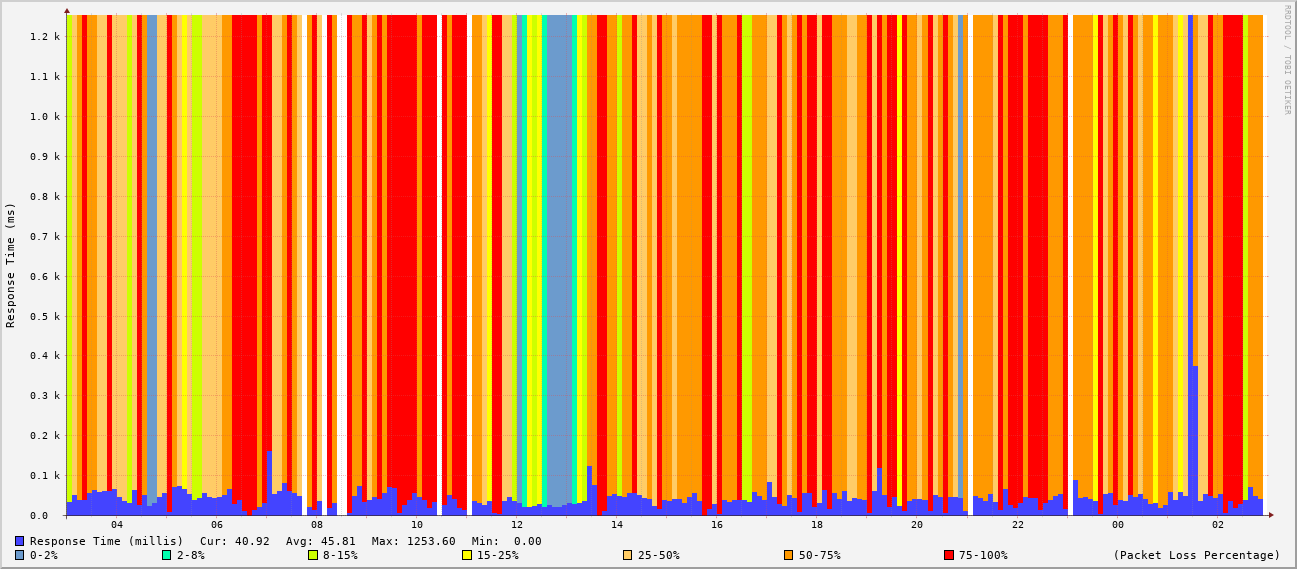 RRDTOOL / TOBI OETIKER
Response Time (ms)
1.2 k
1.1 k
1.0 k
0.9 k
0.8 k
0.7 k
0.6 k
0.5 k
0.4 k
0.3 k
0.2 k
0.1 k
0.0
04 06 08 10 12 14 16 18 20 22 00 02
Response Time (millis) Cur: 40.92 Avg: 45.81 Max: 1253.60 Min: 0.00
0-2% 2-8% 8-15% 15-25% 25-50% 50-75% 75-100% (Packet Loss Percentage)